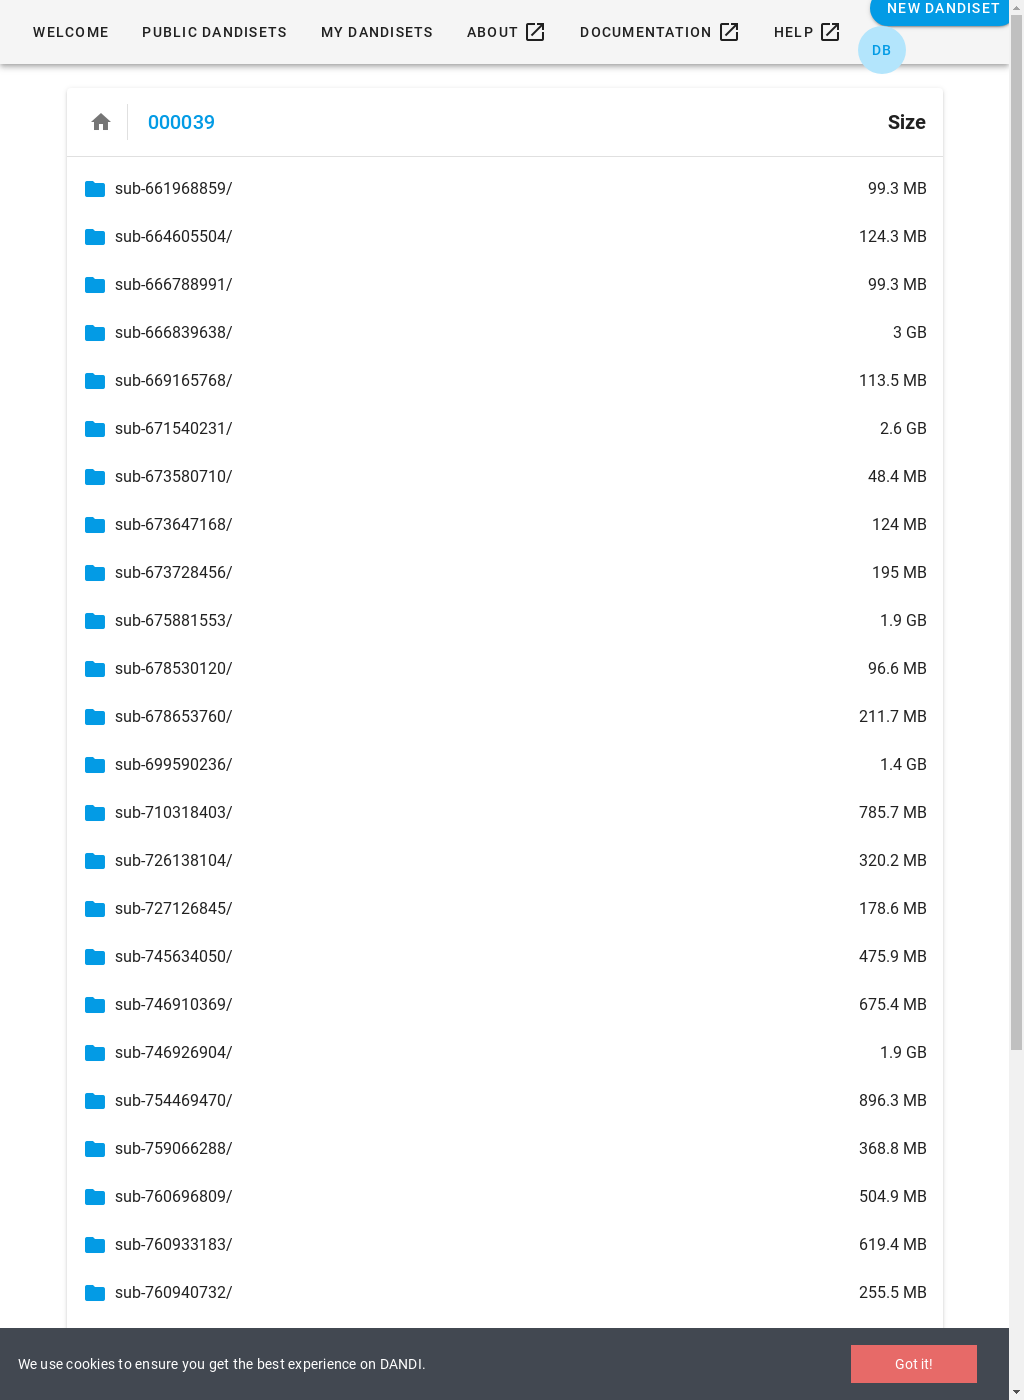 WELCOME PUBLIC DANDISETS MY DANDISETS ABOUT DOCUMENTATION HELP NEW DANDISET
DB
000039 Size
sub-661968859/ 99.3 MB
sub-664605504/ 124.3 MB
sub-666788991/ 99.3 MB
sub-666839638/ 3 GB
sub-669165768/ 113.5 MB
sub-671540231/ 2.6 GB
sub-673580710/ 48.4 MB
sub-673647168/ 124 MB
sub-673728456/ 195 MB
sub-675881553/ 1.9 GB
sub-678530120/ 96.6 MB
sub-678653760/ 211.7 MB
sub-699590236/ 1.4 GB
sub-710318403/ 785.7 MB
sub-726138104/ 320.2 MB
sub-727126845/ 178.6 MB
sub-745634050/ 475.9 MB
sub-746910369/ 675.4 MB
sub-746926904/ 1.9 GB
sub-754469470/ 896.3 MB
sub-759066288/ 368.8 MB
sub-760696809/ 504.9 MB
sub-760933183/ 619.4 MB
sub-760940732/ 255.5 MB
We use cookies to ensure you get the best experience on DANDI. Got it!